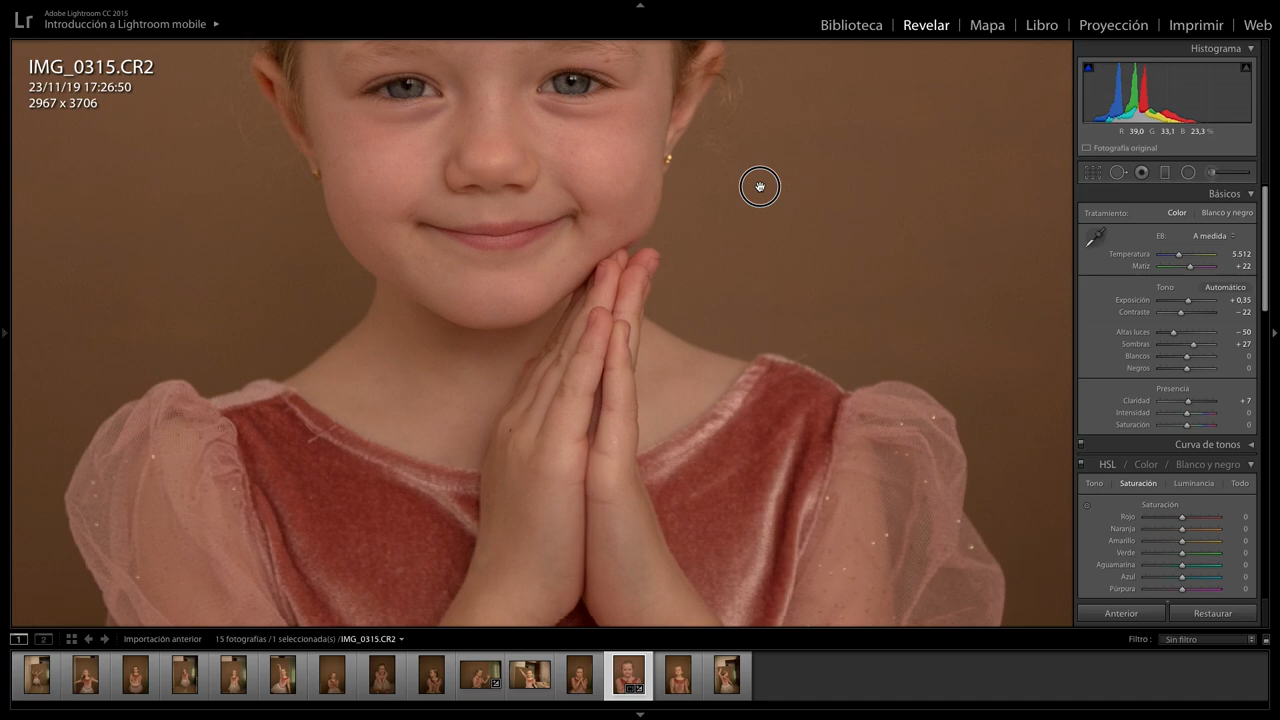 Lr
Adobe Lightroom CC 2015
Introducción a Lightroom mobile
Biblioteca | Revelar | Mapa | Libro | Proyección | Imprimir | Web
IMG_0315.CR2
23/11/19 17:26:50
2967 x 3706
Histograma
R 39,0 G 33,1 B 23,3 %
Fotografía original
Básicos
Tratamiento: Color Blanco y negro
EB: A medida
Temperatura 5.512
Matiz + 22
Tono Automático
Exposición + 0,35
Contraste − 22
Altas luces − 50
Sombras + 27
Blancos 0
Negros 0
Presencia
Claridad + 7
Intensidad 0
Saturación 0
Curva de tonos
HSL / Color / Blanco y negro
Tono Saturación Luminancia Todo
Saturación
Rojo 0
Naranja 0
Amarillo 0
Verde 0
Aguamarina 0
Azul 0
Púrpura 0
Anterior Restaurar
1 2 Importación anterior 15 fotografías /1 seleccionada(s) /IMG_0315.CR2 Filtro : Sin filtro